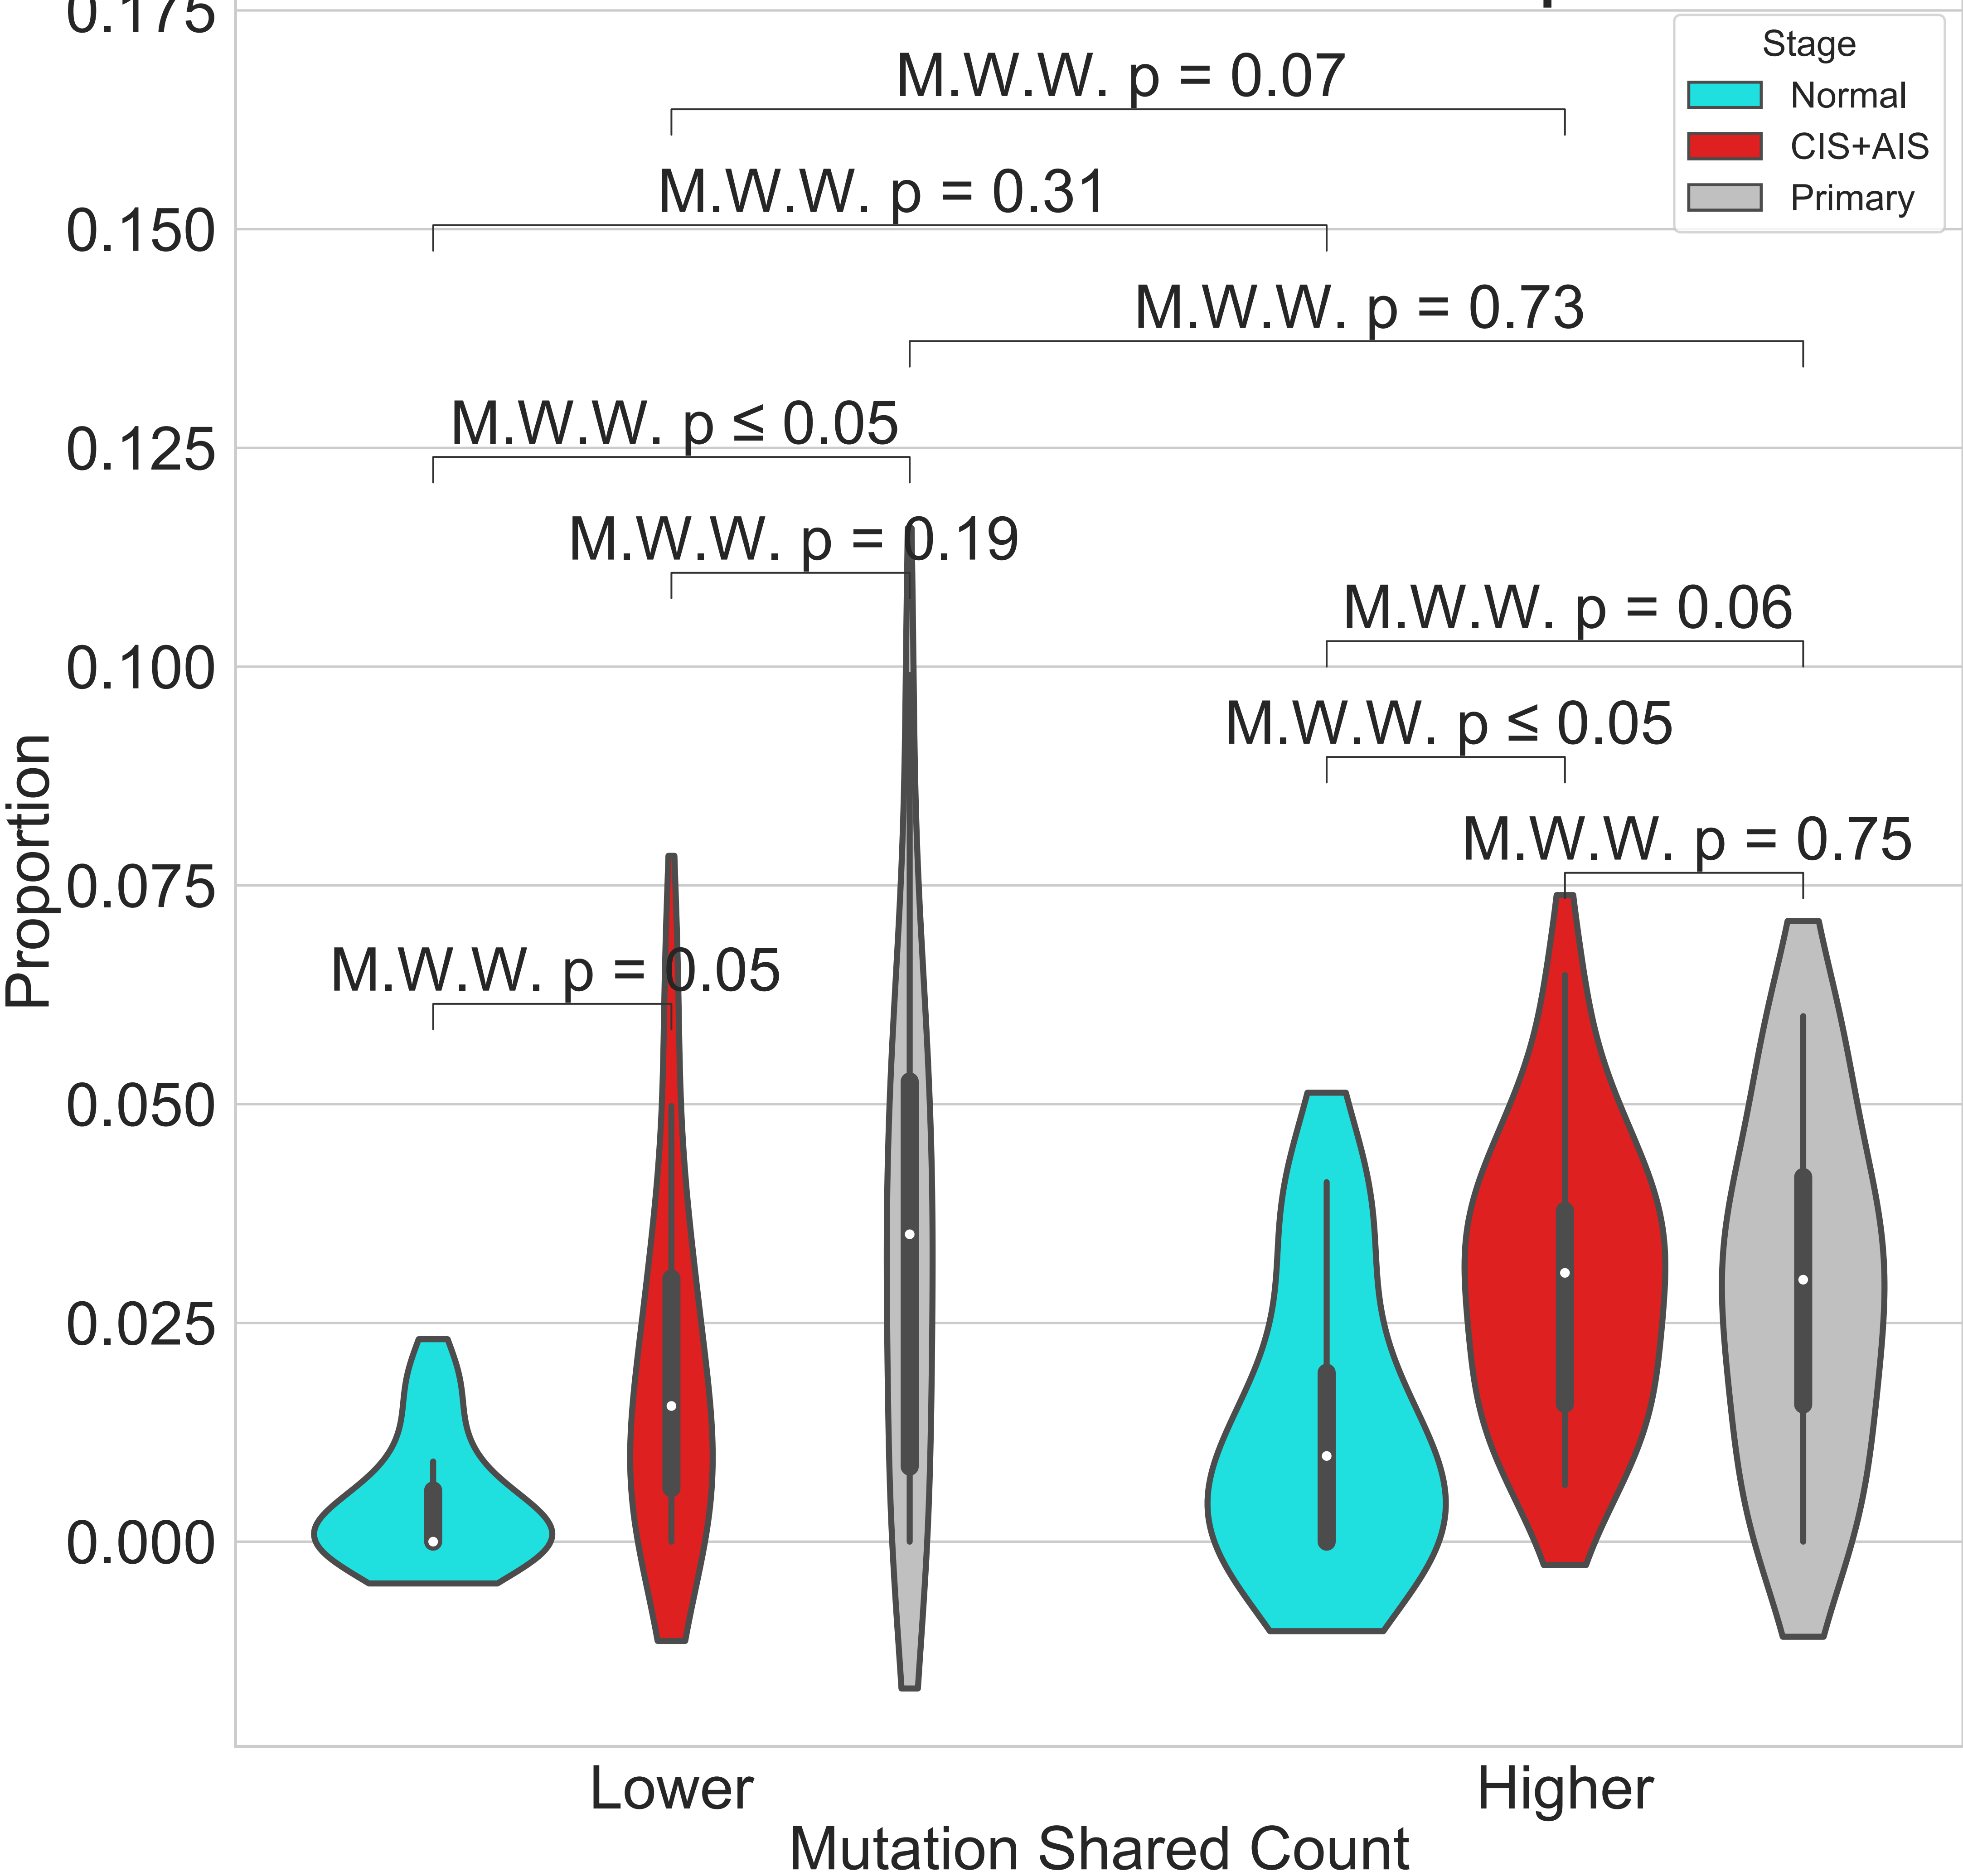 0.175
M.W.W. p = 0.07
Stage
Normal
CIS+AIS
Primary
M.W.W. p = 0.31
0.150
M.W.W. p = 0.73
M.W.W. p ≤ 0.05
0.125
M.W.W. p = 0.19
M.W.W. p = 0.06
0.100
M.W.W. p ≤ 0.05
M.W.W. p = 0.75
0.075
M.W.W. p = 0.05
Proportion
0.050
0.025
0.000
Lower
Higher
Mutation Shared Count